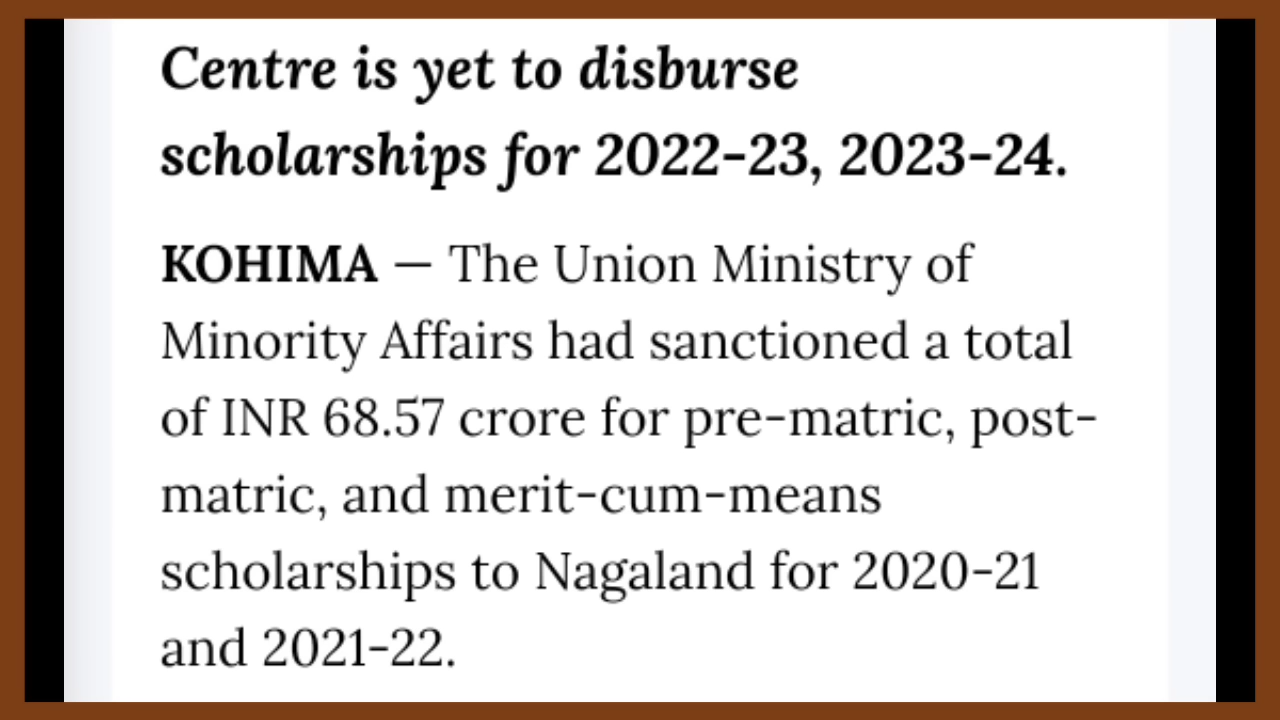 Centre is yet to disburse
scholarships for 2022-23, 2023-24.
KOHIMA — The Union Ministry of
Minority Affairs had sanctioned a total
of INR 68.57 crore for pre-matric, post-
matric, and merit-cum-means
scholarships to Nagaland for 2020-21
and 2021-22.